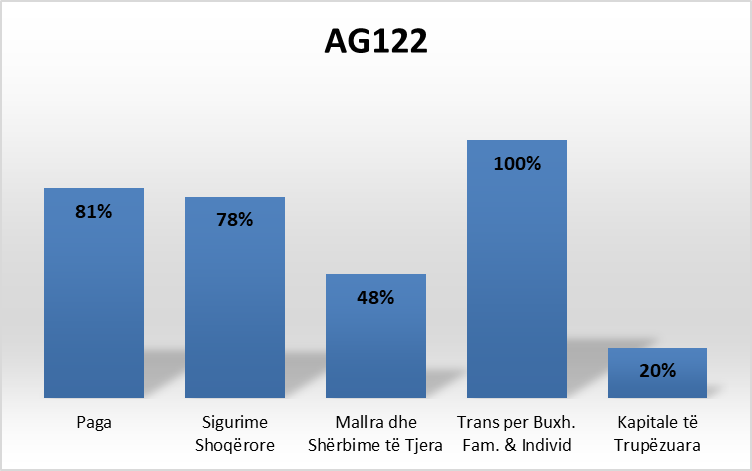 AG122
81%
78%
48%
100%
20%
Paga
Sigurime
Shoqërore
Mallra dhe
Shërbime të Tjera
Trans per Buxh.
Fam. & Individ
Kapitale të
Trupëzuara